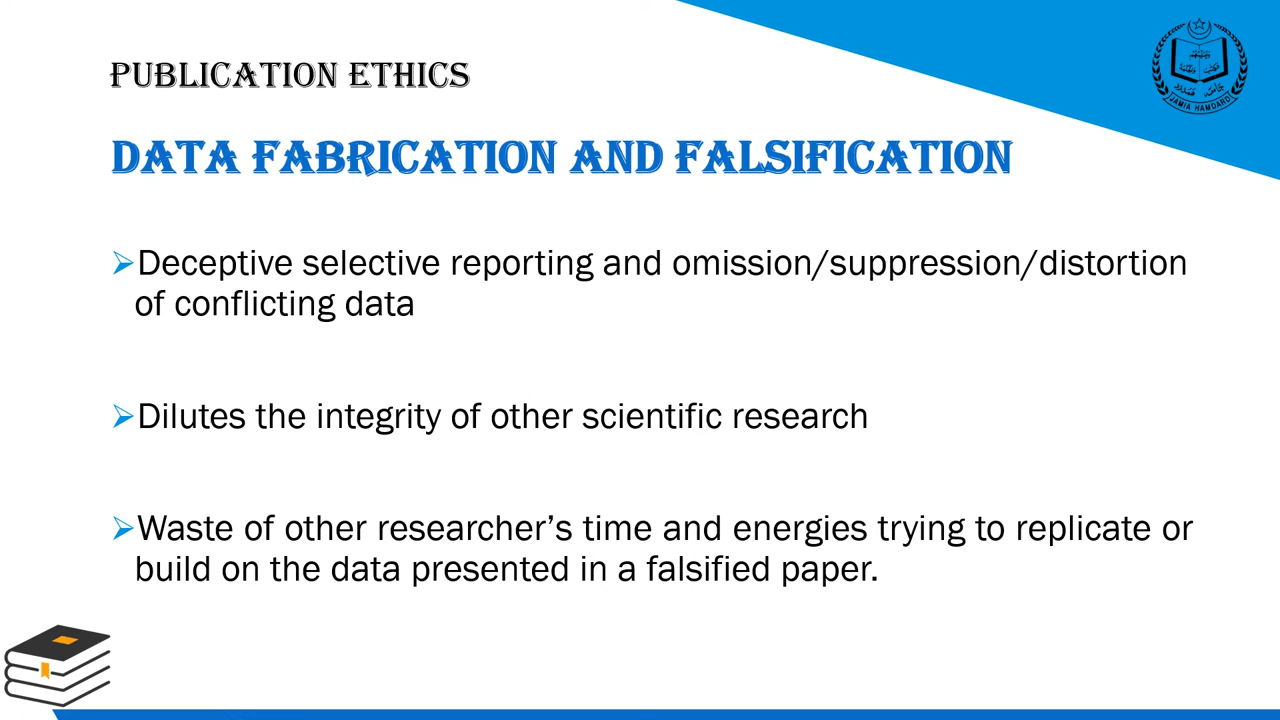 PUBLICATION ETHICS
DATA FABRICATION AND FALSIFICATION
➢Deceptive selective reporting and omission/suppression/distortion
of conflicting data
➢Dilutes the integrity of other scientific research
➢Waste of other researcher’s time and energies trying to replicate or
build on the data presented in a falsified paper.
JAMIA HAMDARD